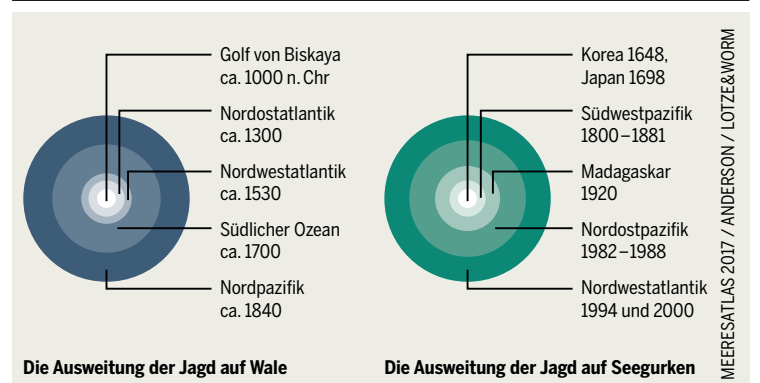 Golf von Biskaya
ca. 1000 n. Chr
Nordostatlantik
ca. 1300
Nordwestatlantik
ca. 1530
Südlicher Ozean
ca. 1700
Nordpazifik
ca. 1840
Die Ausweitung der Jagd auf Wale
Korea 1648,
Japan 1698
Südwestpazifik
1800–1881
Madagaskar
1920
Nordostpazifik
1982–1988
Nordwestatlantik
1994 und 2000
Die Ausweitung der Jagd auf Seegurken
MEERESATLAS 2017 / ANDERSON / LOTZE&WORM